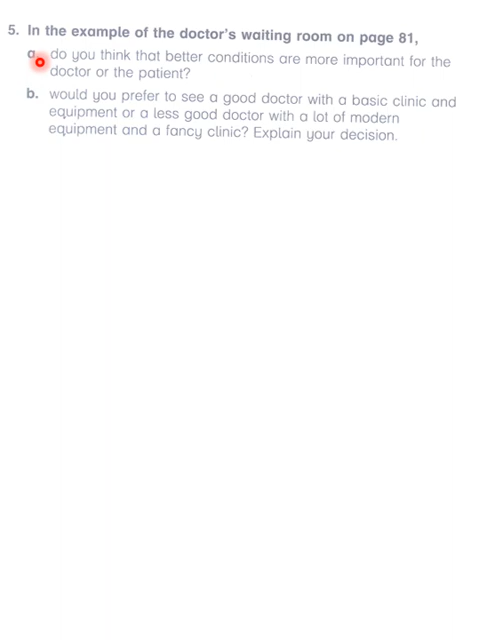 5. In the example of the doctor's waiting room on page 81,
a. do you think that better conditions are more important for the
doctor or the patient?
b. would you prefer to see a good doctor with a basic clinic and
equipment or a less good doctor with a lot of modern
equipment and a fancy clinic? Explain your decision.